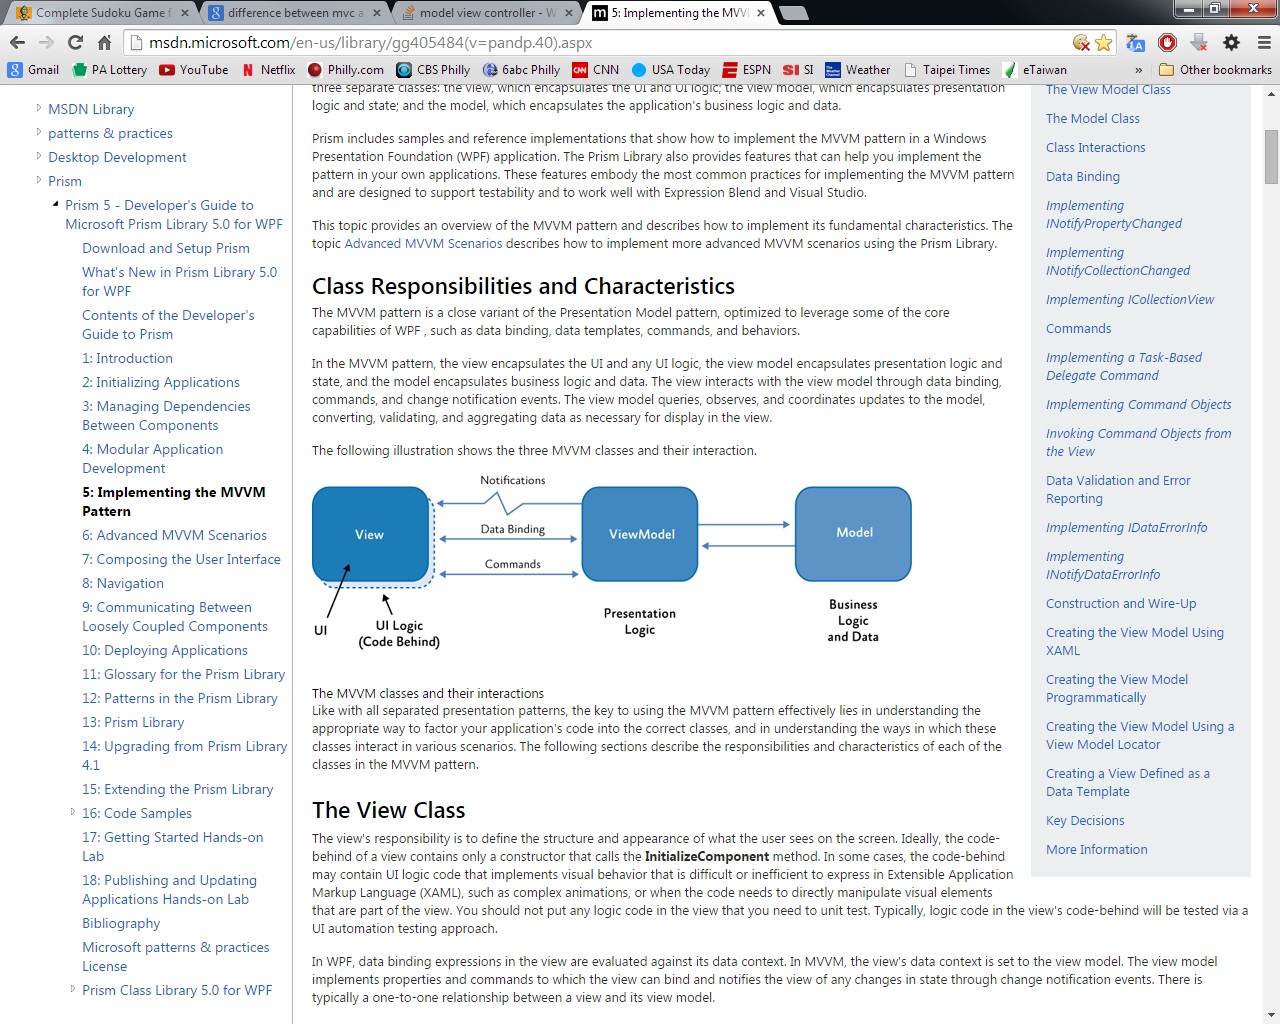 Complete Sudoku Game f
difference between mvc a
model view controller - W
5: Implementing the MVV
msdn.microsoft.com/en-us/library/gg405484(v=pandp.40).aspx
Gmail PA Lottery YouTube Netflix Philly.com CBS Philly 6abc Philly CNN USA Today ESPN SI Weather Taipei Times eTaiwan » Other bookmarks
MSDN Library
patterns & practices
Desktop Development
Prism
Prism 5 - Developer's Guide to
Microsoft Prism Library 5.0 for WPF
Download and Setup Prism
What's New in Prism Library 5.0
for WPF
Contents of the Developer's
Guide to Prism
1: Introduction
2: Initializing Applications
3: Managing Dependencies
Between Components
4: Modular Application
Development
5: Implementing the MVVM
Pattern
6: Advanced MVVM Scenarios
7: Composing the User Interface
8: Navigation
9: Communicating Between
Loosely Coupled Components
10: Deploying Applications
11: Glossary for the Prism Library
12: Patterns in the Prism Library
13: Prism Library
14: Upgrading from Prism Library
4.1
15: Extending the Prism Library
16: Code Samples
17: Getting Started Hands-on
Lab
18: Publishing and Updating
Applications Hands-on Lab
Bibliography
Microsoft patterns & practices
License
Prism Class Library 5.0 for WPF
three separate classes: the view, which encapsulates the UI and UI logic; the view model, which encapsulates presentation
logic and state; and the model, which encapsulates the application's business logic and data.
Prism includes samples and reference implementations that show how to implement the MVVM pattern in a Windows
Presentation Foundation (WPF) application. The Prism Library also provides features that can help you implement the
pattern in your own applications. These features embody the most common practices for implementing the MVVM pattern
and are designed to support testability and to work well with Expression Blend and Visual Studio.
This topic provides an overview of the MVVM pattern and describes how to implement its fundamental characteristics. The
topic Advanced MVVM Scenarios describes how to implement more advanced MVVM scenarios using the Prism Library.
Class Responsibilities and Characteristics
The MVVM pattern is a close variant of the Presentation Model pattern, optimized to leverage some of the core
capabilities of WPF , such as data binding, data templates, commands, and behaviors.
In the MVVM pattern, the view encapsulates the UI and any UI logic, the view model encapsulates presentation logic and
state, and the model encapsulates business logic and data. The view interacts with the view model through data binding,
commands, and change notification events. The view model queries, observes, and coordinates updates to the model,
converting, validating, and aggregating data as necessary for display in the view.
The following illustration shows the three MVVM classes and their interaction.
Notifications
View
Data Binding
ViewModel
Model
Commands
UI
UI Logic
(Code Behind)
Presentation
Logic
Business
Logic
and Data
The MVVM classes and their interactions
Like with all separated presentation patterns, the key to using the MVVM pattern effectively lies in understanding the
appropriate way to factor your application's code into the correct classes, and in understanding the ways in which these
classes interact in various scenarios. The following sections describe the responsibilities and characteristics of each of the
classes in the MVVM pattern.
The View Class
The view's responsibility is to define the structure and appearance of what the user sees on the screen. Ideally, the code-
behind of a view contains only a constructor that calls the InitializeComponent method. In some cases, the code-behind
may contain UI logic code that implements visual behavior that is difficult or inefficient to express in Extensible Application
Markup Language (XAML), such as complex animations, or when the code needs to directly manipulate visual elements
that are part of the view. You should not put any logic code in the view that you need to unit test. Typically, logic code in the view's code-behind will be tested via a
UI automation testing approach.
In WPF, data binding expressions in the view are evaluated against its data context. In MVVM, the view's data context is set to the view model. The view model
implements properties and commands to which the view can bind and notifies the view of any changes in state through change notification events. There is
typically a one-to-one relationship between a view and its view model.
The View Model Class
The Model Class
Class Interactions
Data Binding
Implementing
INotifyPropertyChanged
Implementing
INotifyCollectionChanged
Implementing ICollectionView
Commands
Implementing a Task-Based
Delegate Command
Implementing Command Objects
Invoking Command Objects from
the View
Data Validation and Error
Reporting
Implementing IDataErrorInfo
Implementing
INotifyDataErrorInfo
Construction and Wire-Up
Creating the View Model Using
XAML
Creating the View Model
Programmatically
Creating the View Model Using a
View Model Locator
Creating a View Defined as a
Data Template
Key Decisions
More Information